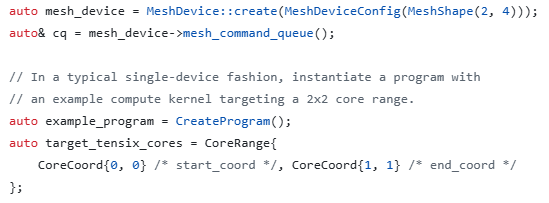 auto mesh_device = MeshDevice::create(MeshDeviceConfig(MeshShape(2, 4)));
auto& cq = mesh_device->mesh_command_queue();

// In a typical single-device fashion, instantiate a program with
// an example compute kernel targeting a 2x2 core range.
auto example_program = CreateProgram();
auto target_tensix_cores = CoreRange{
    CoreCoord{0, 0} /* start_coord */, CoreCoord{1, 1} /* end_coord */
};